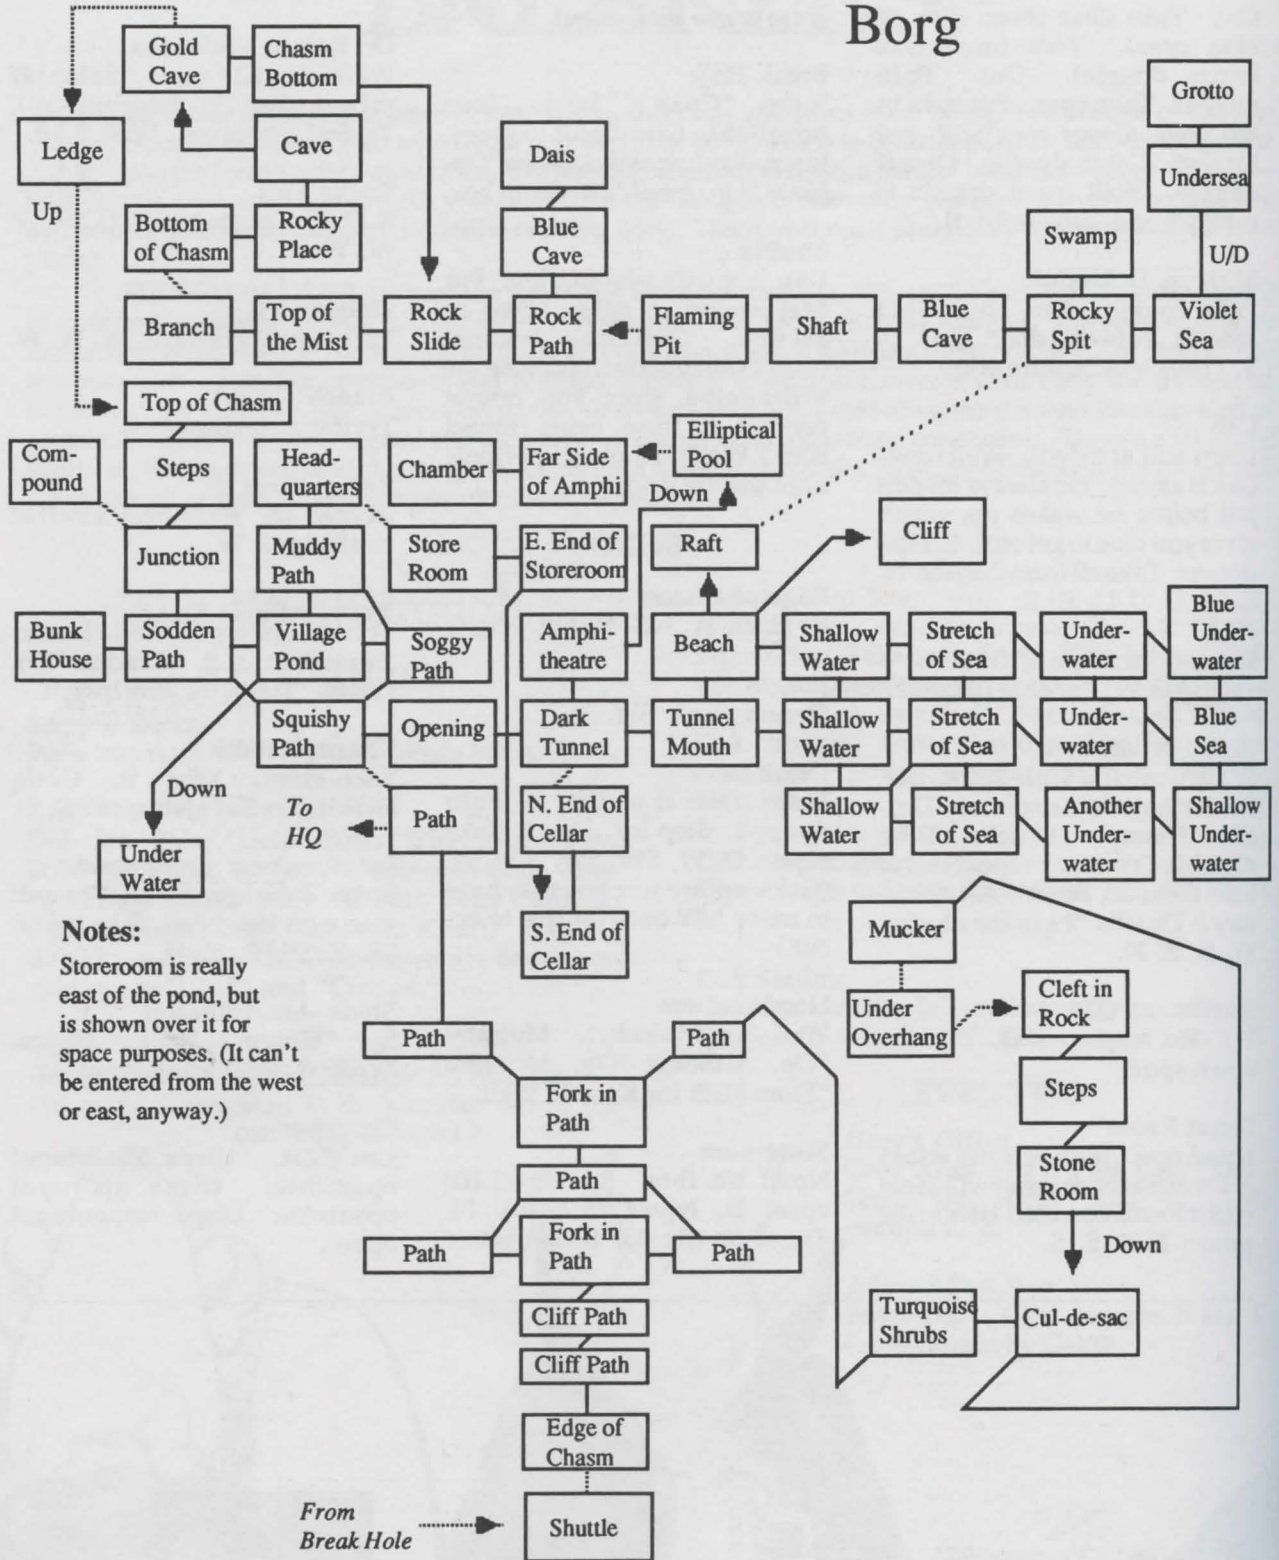 Borg
Gold
Cave
Chasm
Bottom
Grotto
Ledge
Cave
Dais
Undersea
Up
Bottom
of Chasm
Rocky
Place
Blue
Cave
Swamp
U/D
Branch
Top of
the Mist
Rock
Slide
Rock
Path
Flaming
Pit
Shaft
Blue
Cave
Rocky
Spit
Violet
Sea
Top of Chasm
Com-
pound
Steps
Head-
quarters
Chamber
Far Side
of Amphi
Elliptical
Pool
Down
Cliff
Junction
Muddy
Path
Store
Room
E. End of
Storeroom
Raft
Bunk
House
Sodden
Path
Village
Pond
Soggy
Path
Amphi-
theatre
Beach
Shallow
Water
Stretch
of Sea
Under-
water
Blue
Under-
water
Squishy
Path
Opening
Dark
Tunnel
Tunnel
Mouth
Shallow
Water
Stretch
of Sea
Under-
water
Blue
Sea
Down
To
HQ
Path
N. End of
Cellar
Shallow
Water
Stretch
of Sea
Another
Under-
water
Shallow
Under-
water
Under
Water
S. End of
Cellar
Notes:
Storeroom is really
east of the pond, but
is shown over it for
space purposes. (It can't
be entered from the west
or east, anyway.)
Mucker
Under
Overhang
Cleft in
Rock
Path
Path
Steps
Fork in
Path
Stone
Room
Path
Down
Path
Fork in
Path
Path
Turquoise
Shrubs
Cul-de-sac
Cliff Path
Cliff Path
Edge of
Chasm
From
Break Hole
Shuttle